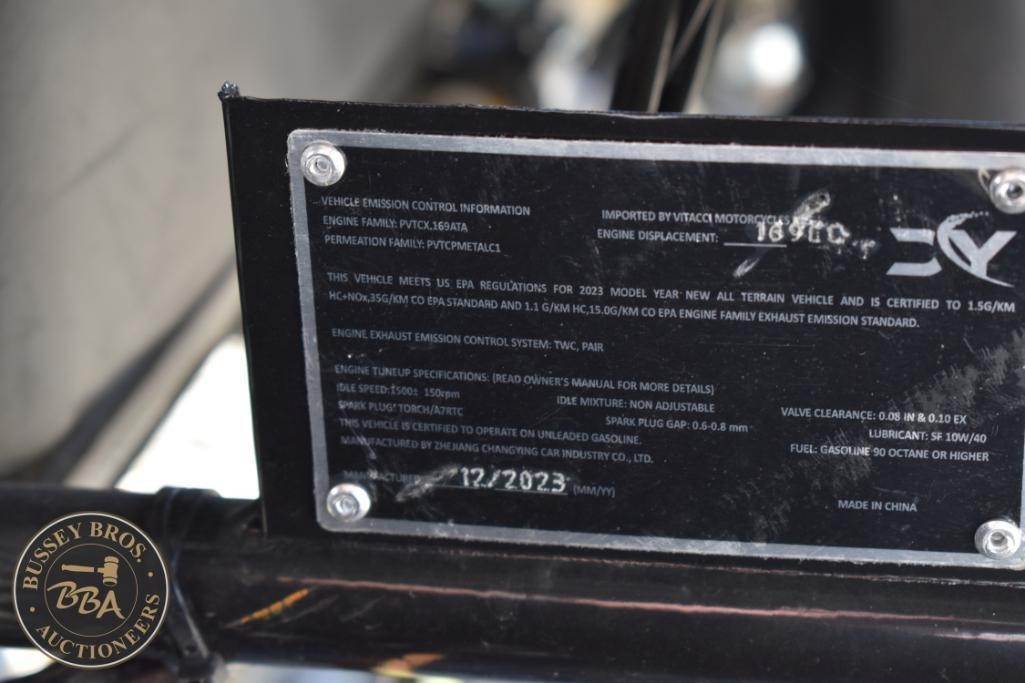 VEHICLE EMISSION CONTROL INFORMATION
ENGINE FAMILY: PVTCX.169ATA
PERMEATION FAMILY: PVTCPMETALC1
IMPORTED BY VITACCI MOTORCYCLES
ENGINE DISPLACEMENT: 169CC
THIS VEHICLE MEETS US EPA REGULATIONS FOR 2023 MODEL YEAR NEW ALL TERRAIN VEHICLE AND IS CERTIFIED TO 1.5G/KM
HC+NOx,35G/KM CO EPA STANDARD AND 1.1 G/KM HC,15.0G/KM CO EPA ENGINE FAMILY EXHAUST EMISSION STANDARD.
ENGINE EXHAUST EMISSION CONTROL SYSTEM: TWC, PAIR
ENGINE TUNEUP SPECIFICATIONS: (READ OWNER'S MANUAL FOR MORE DETAILS)
IDLE SPEED:1500± 150rpm IDLE MIXTURE: NON ADJUSTABLE VALVE CLEARANCE: 0.08 IN & 0.10 EX
SPARK PLUG: TORCH/A7RTC SPARK PLUG GAP: 0.6-0.8 mm LUBRICANT: SF 10W/40
THIS VEHICLE IS CERTIFIED TO OPERATE ON UNLEADED GASOLINE. FUEL: GASOLINE 90 OCTANE OR HIGHER
MANUFACTURED BY ZHEJIANG CHANGYING CAR INDUSTRY CO., LTD.
12/2023 (MM/YY)
MADE IN CHINA
BUSSEY BROS.
BBA
AUCTIONEERS